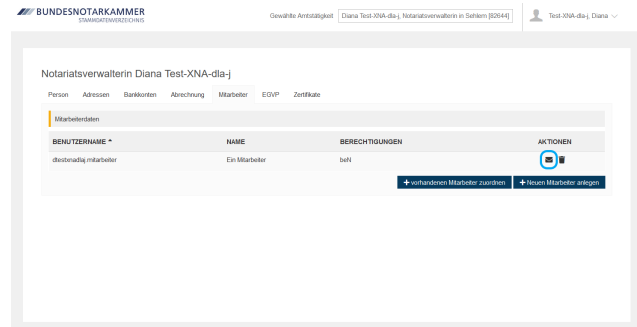 BUNDESNOTARKAMMER
STAMMDATENVERZEICHNIS
Gewählte Amtstätigkeit Diana Test-XNA-dla-j, Notariatsverwalterin in Sehlem [82644] Test-XNA-dla-j, Diana
Notariatsverwalterin Diana Test-XNA-dla-j
Person Adressen Bankkonten Abrechnung Mitarbeiter EGVP Zertifikate
Mitarbeiterdaten
BENUTZERNAME NAME BERECHTIGUNGEN AKTIONEN
dtestxnadlaj.mitarbeiter Ein Mitarbeiter beN
+ vorhandenen Mitarbeiter zuordnen + Neuen Mitarbeiter anlegen